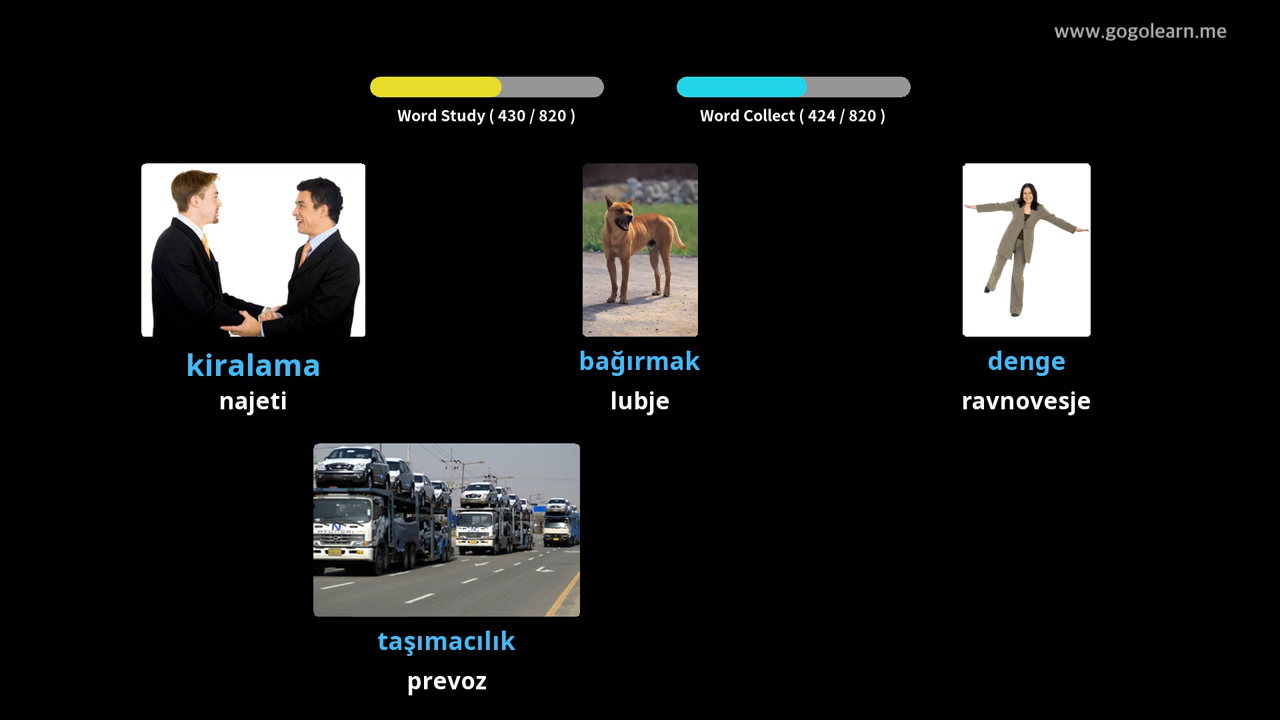 www.gogolearn.me
Word Study ( 430 / 820 )
Word Collect ( 424 / 820 )
kiralama
najeti
bağırmak
lubje
denge
ravnovesje
taşımacılık
prevoz